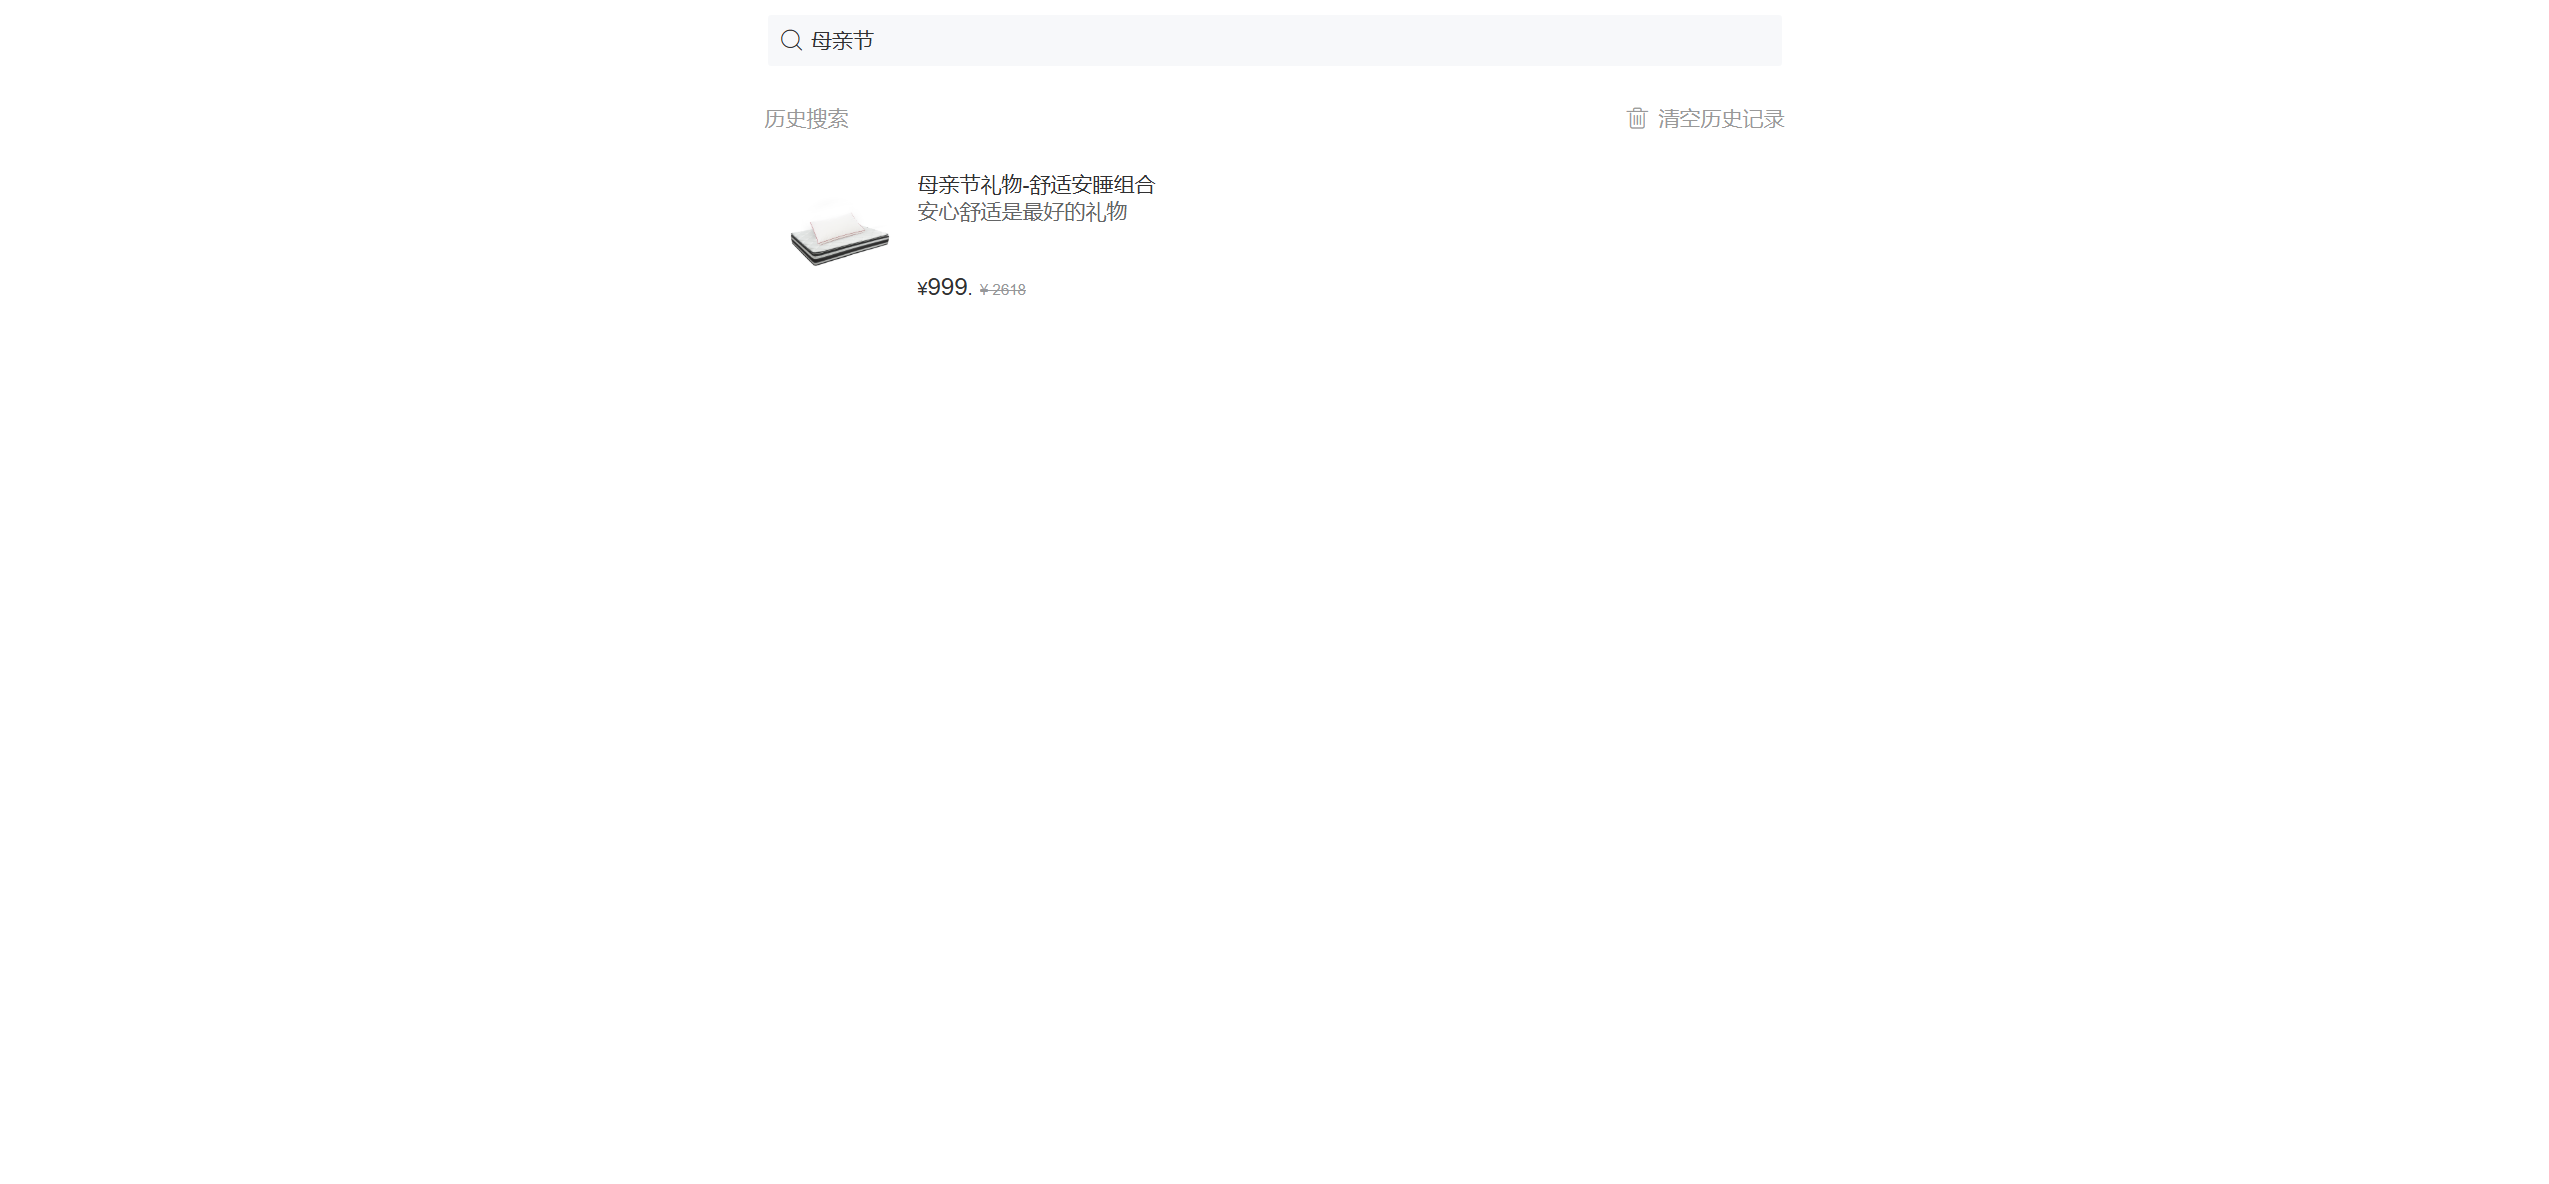 母亲节
历史搜索
清空历史记录
母亲节礼物-舒适安睡组合
安心舒适是最好的礼物
¥999. ¥ 2618